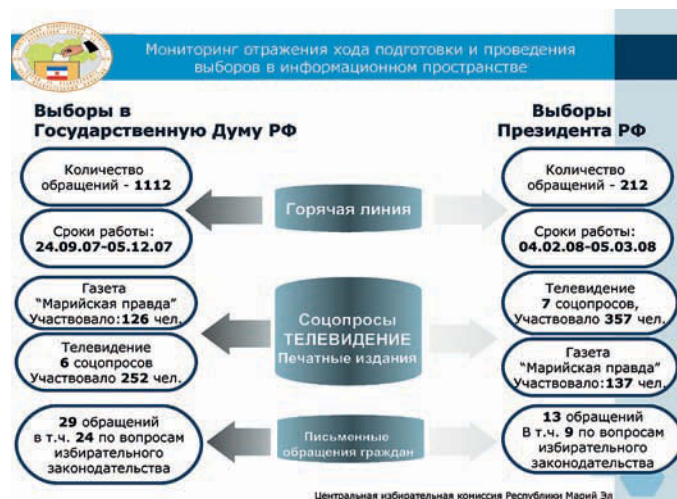 Мониторинг отражения хода подготовки и проведения
выборов в информационном пространстве
Выборы в
Государственную Думу РФ
Количество
обращений - 1112
Сроки работы:
24.09.07-05.12.07
Газета
"Марийская правда"
Участвовало:126 чел.
Телевидение
6 соцопросов
Участвовало 252 чел.
29 обращений
в т.ч. 24 по вопросам
избирательного
законодательства
Горячая линия
Соцопросы
ТЕЛЕВИДЕНИЕ
Печатные издания
Письменные
обращения граждан
Выборы
Президента РФ
Количество
обращений - 212
Сроки работы:
04.02.08-05.03.08
Телевидение
7 соцопросов,
Участвовало 357 чел.
Газета
"Марийская правда"
Участвовало:137 чел.
13 обращений
В т.ч. 9 по вопросам
избирательного
законодательства
Центральная избирательная комиссия Республики Марий Эл